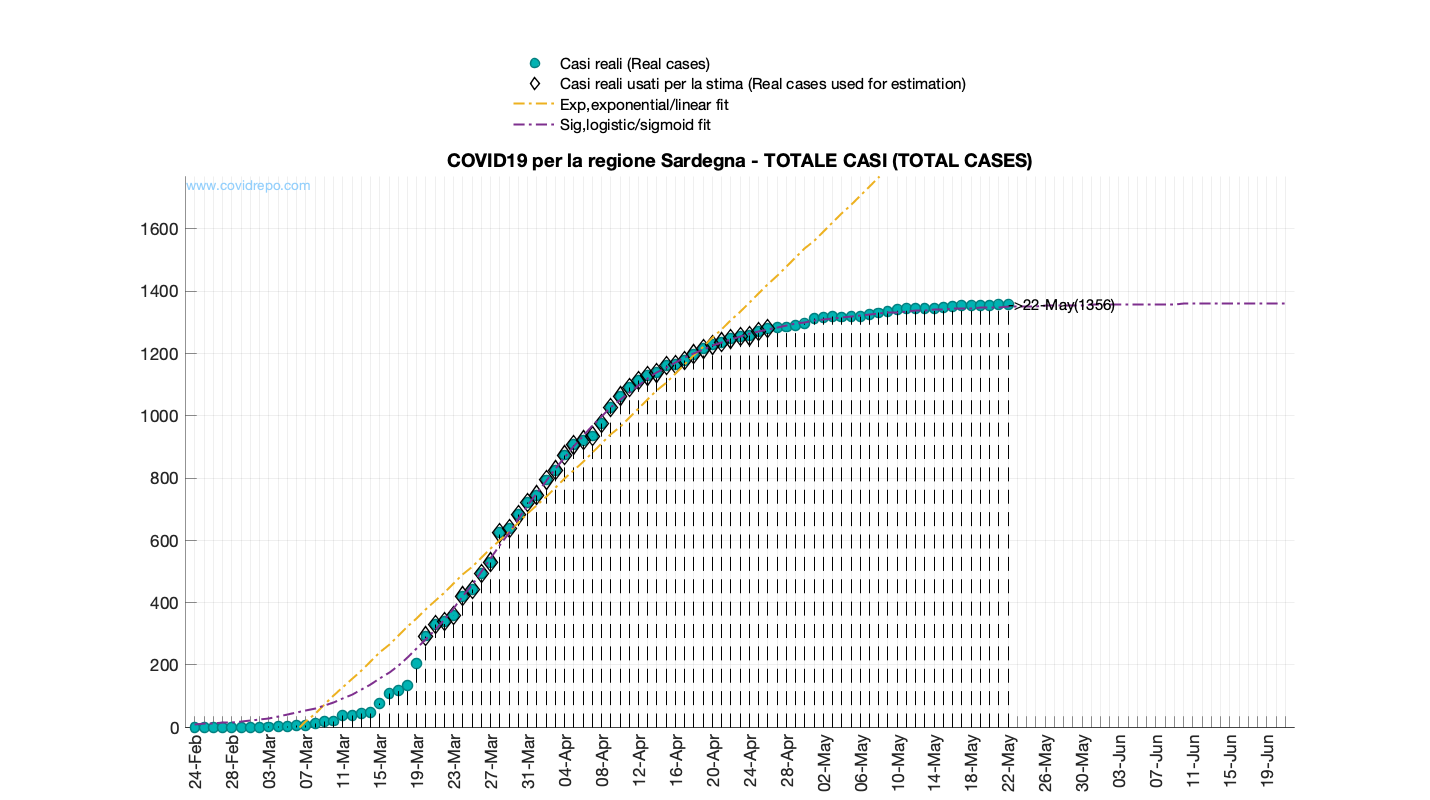 Casi reali (Real cases)
Casi reali usati per la stima (Real cases used for estimation)
Exp,exponential/linear fit
Sig,logistic/sigmoid fit
COVID19 per la regione Sardegna - TOTALE CASI (TOTAL CASES)
www.covidrepo.com
1600
1400
1200
1000
800
600
400
200
0
>22-May(1356)
24-Feb
28-Feb
03-Mar
07-Mar
11-Mar
15-Mar
19-Mar
23-Mar
27-Mar
31-Mar
04-Apr
08-Apr
12-Apr
16-Apr
20-Apr
24-Apr
28-Apr
02-May
06-May
10-May
14-May
18-May
22-May
26-May
30-May
03-Jun
07-Jun
11-Jun
15-Jun
19-Jun